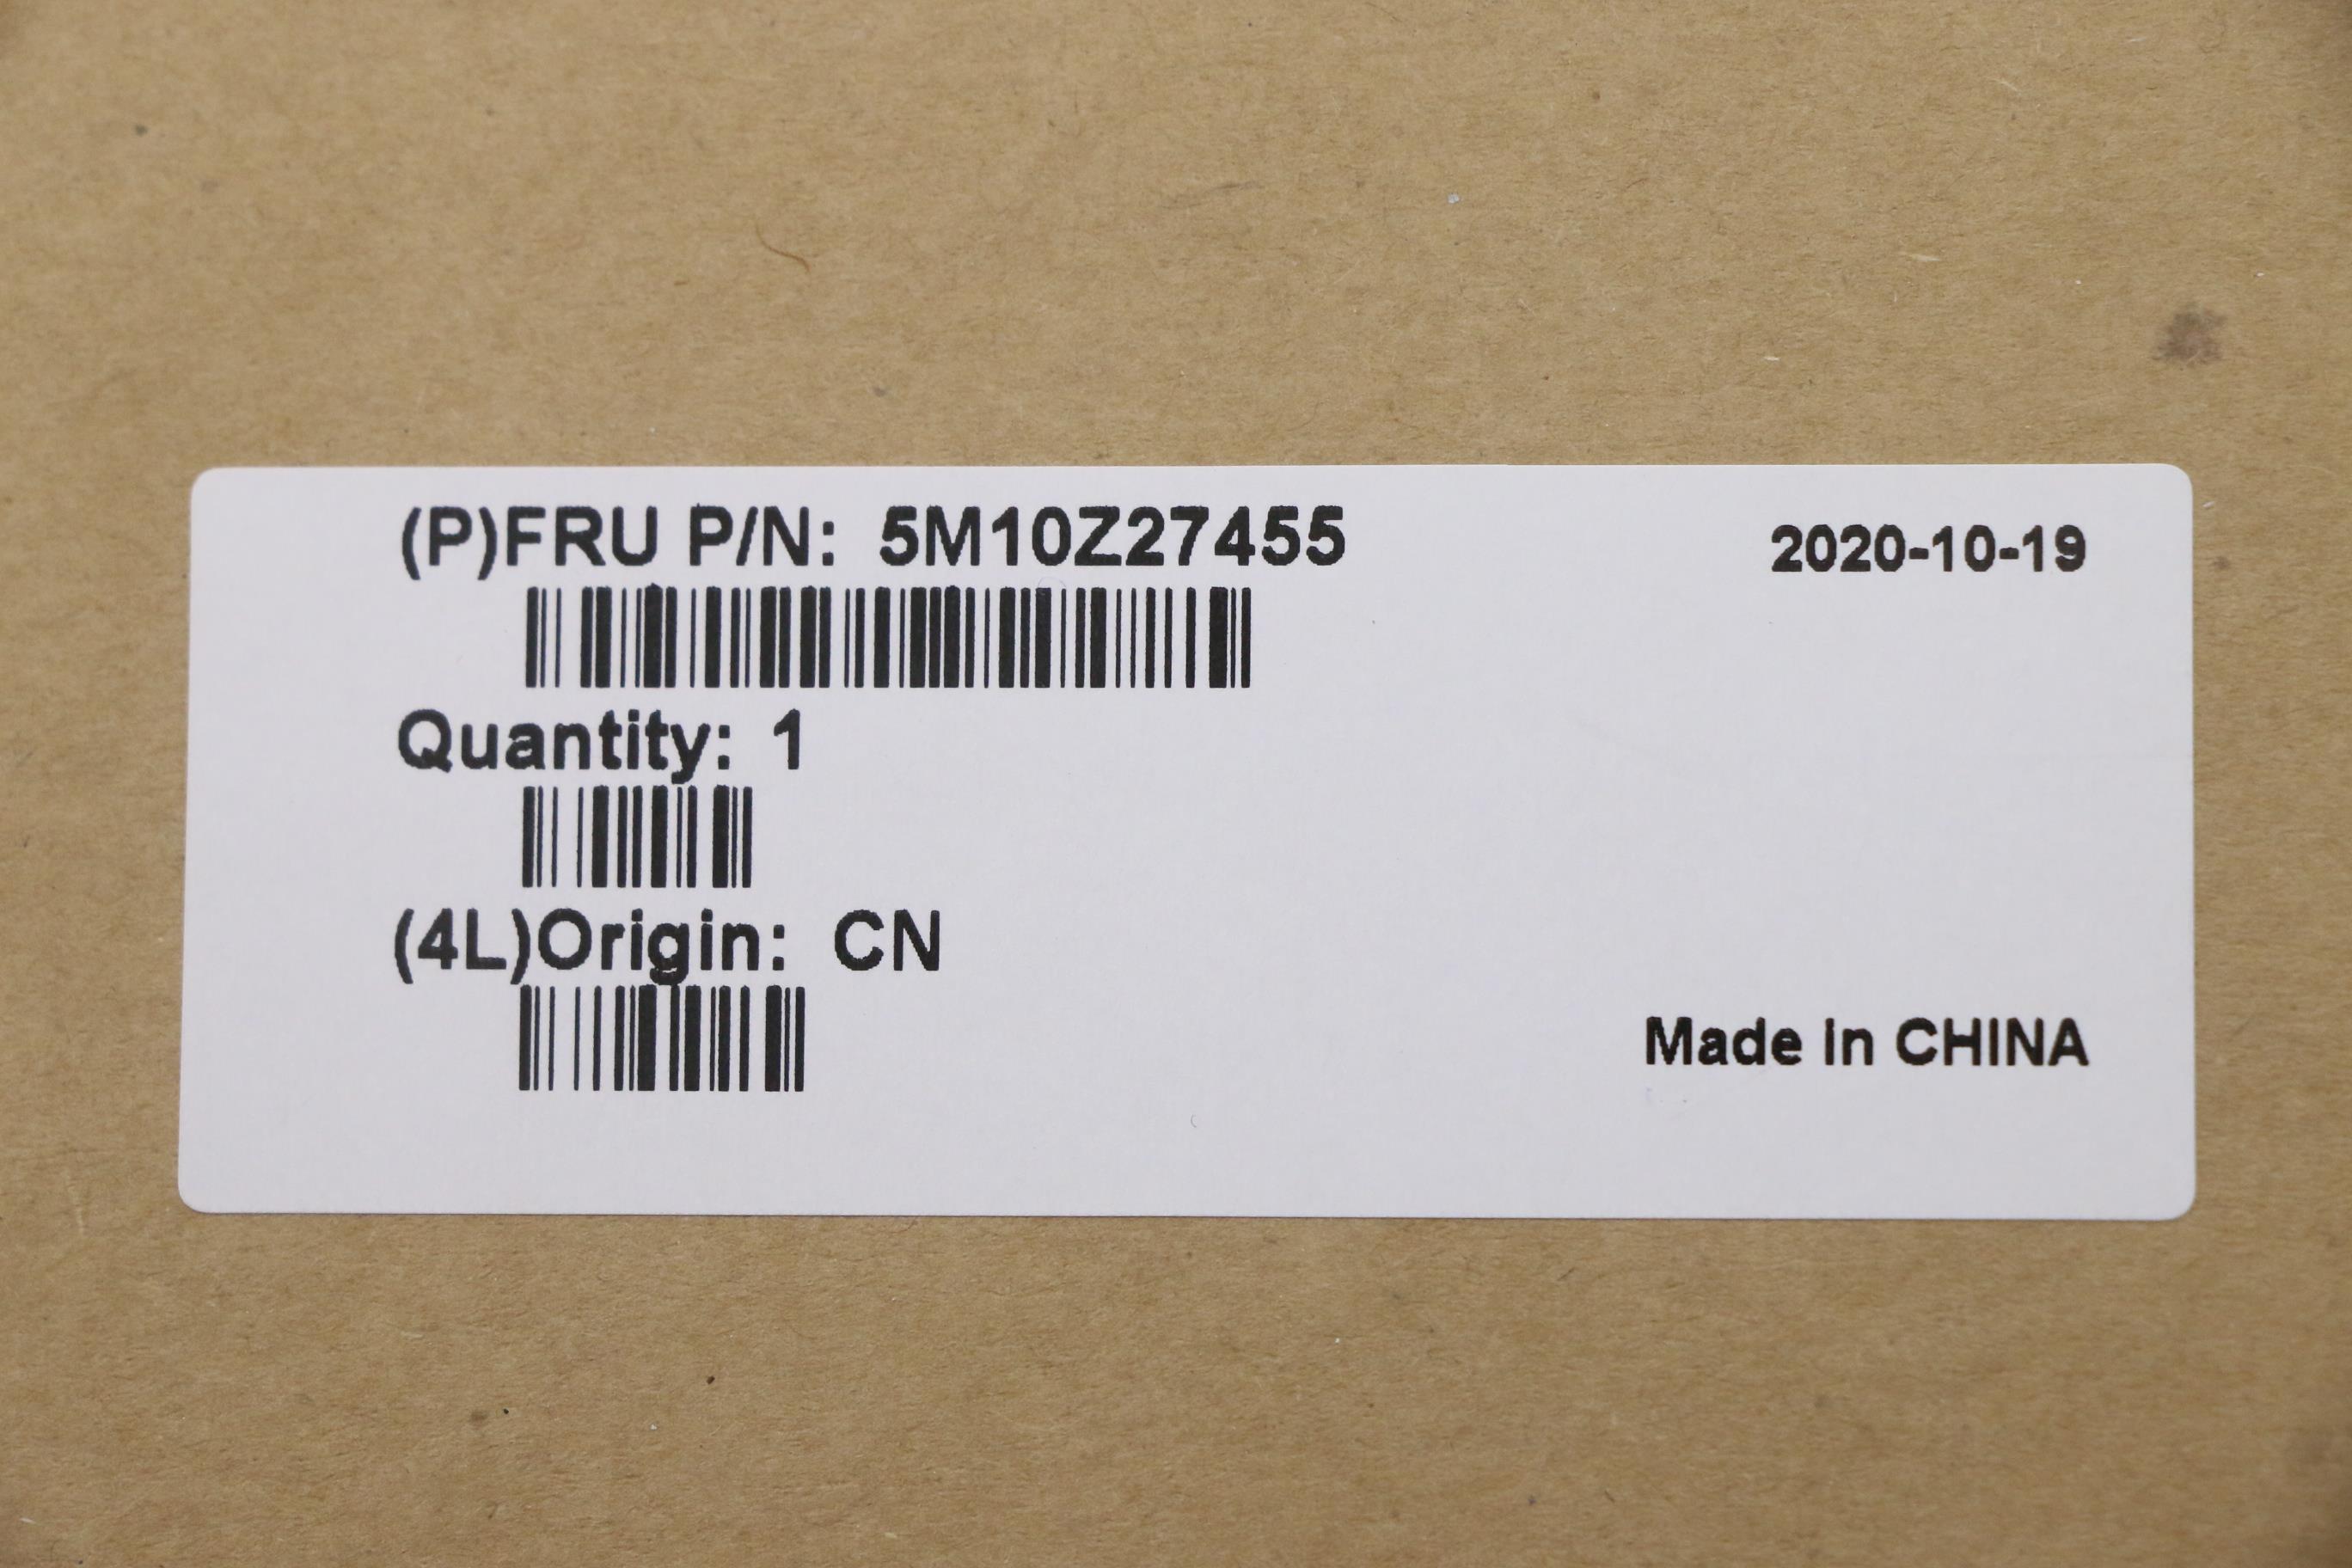 (P)FRU P/N: 5M10Z27455
2020-10-19
Quantity: 1
(4L)Origin: CN
Made in CHINA